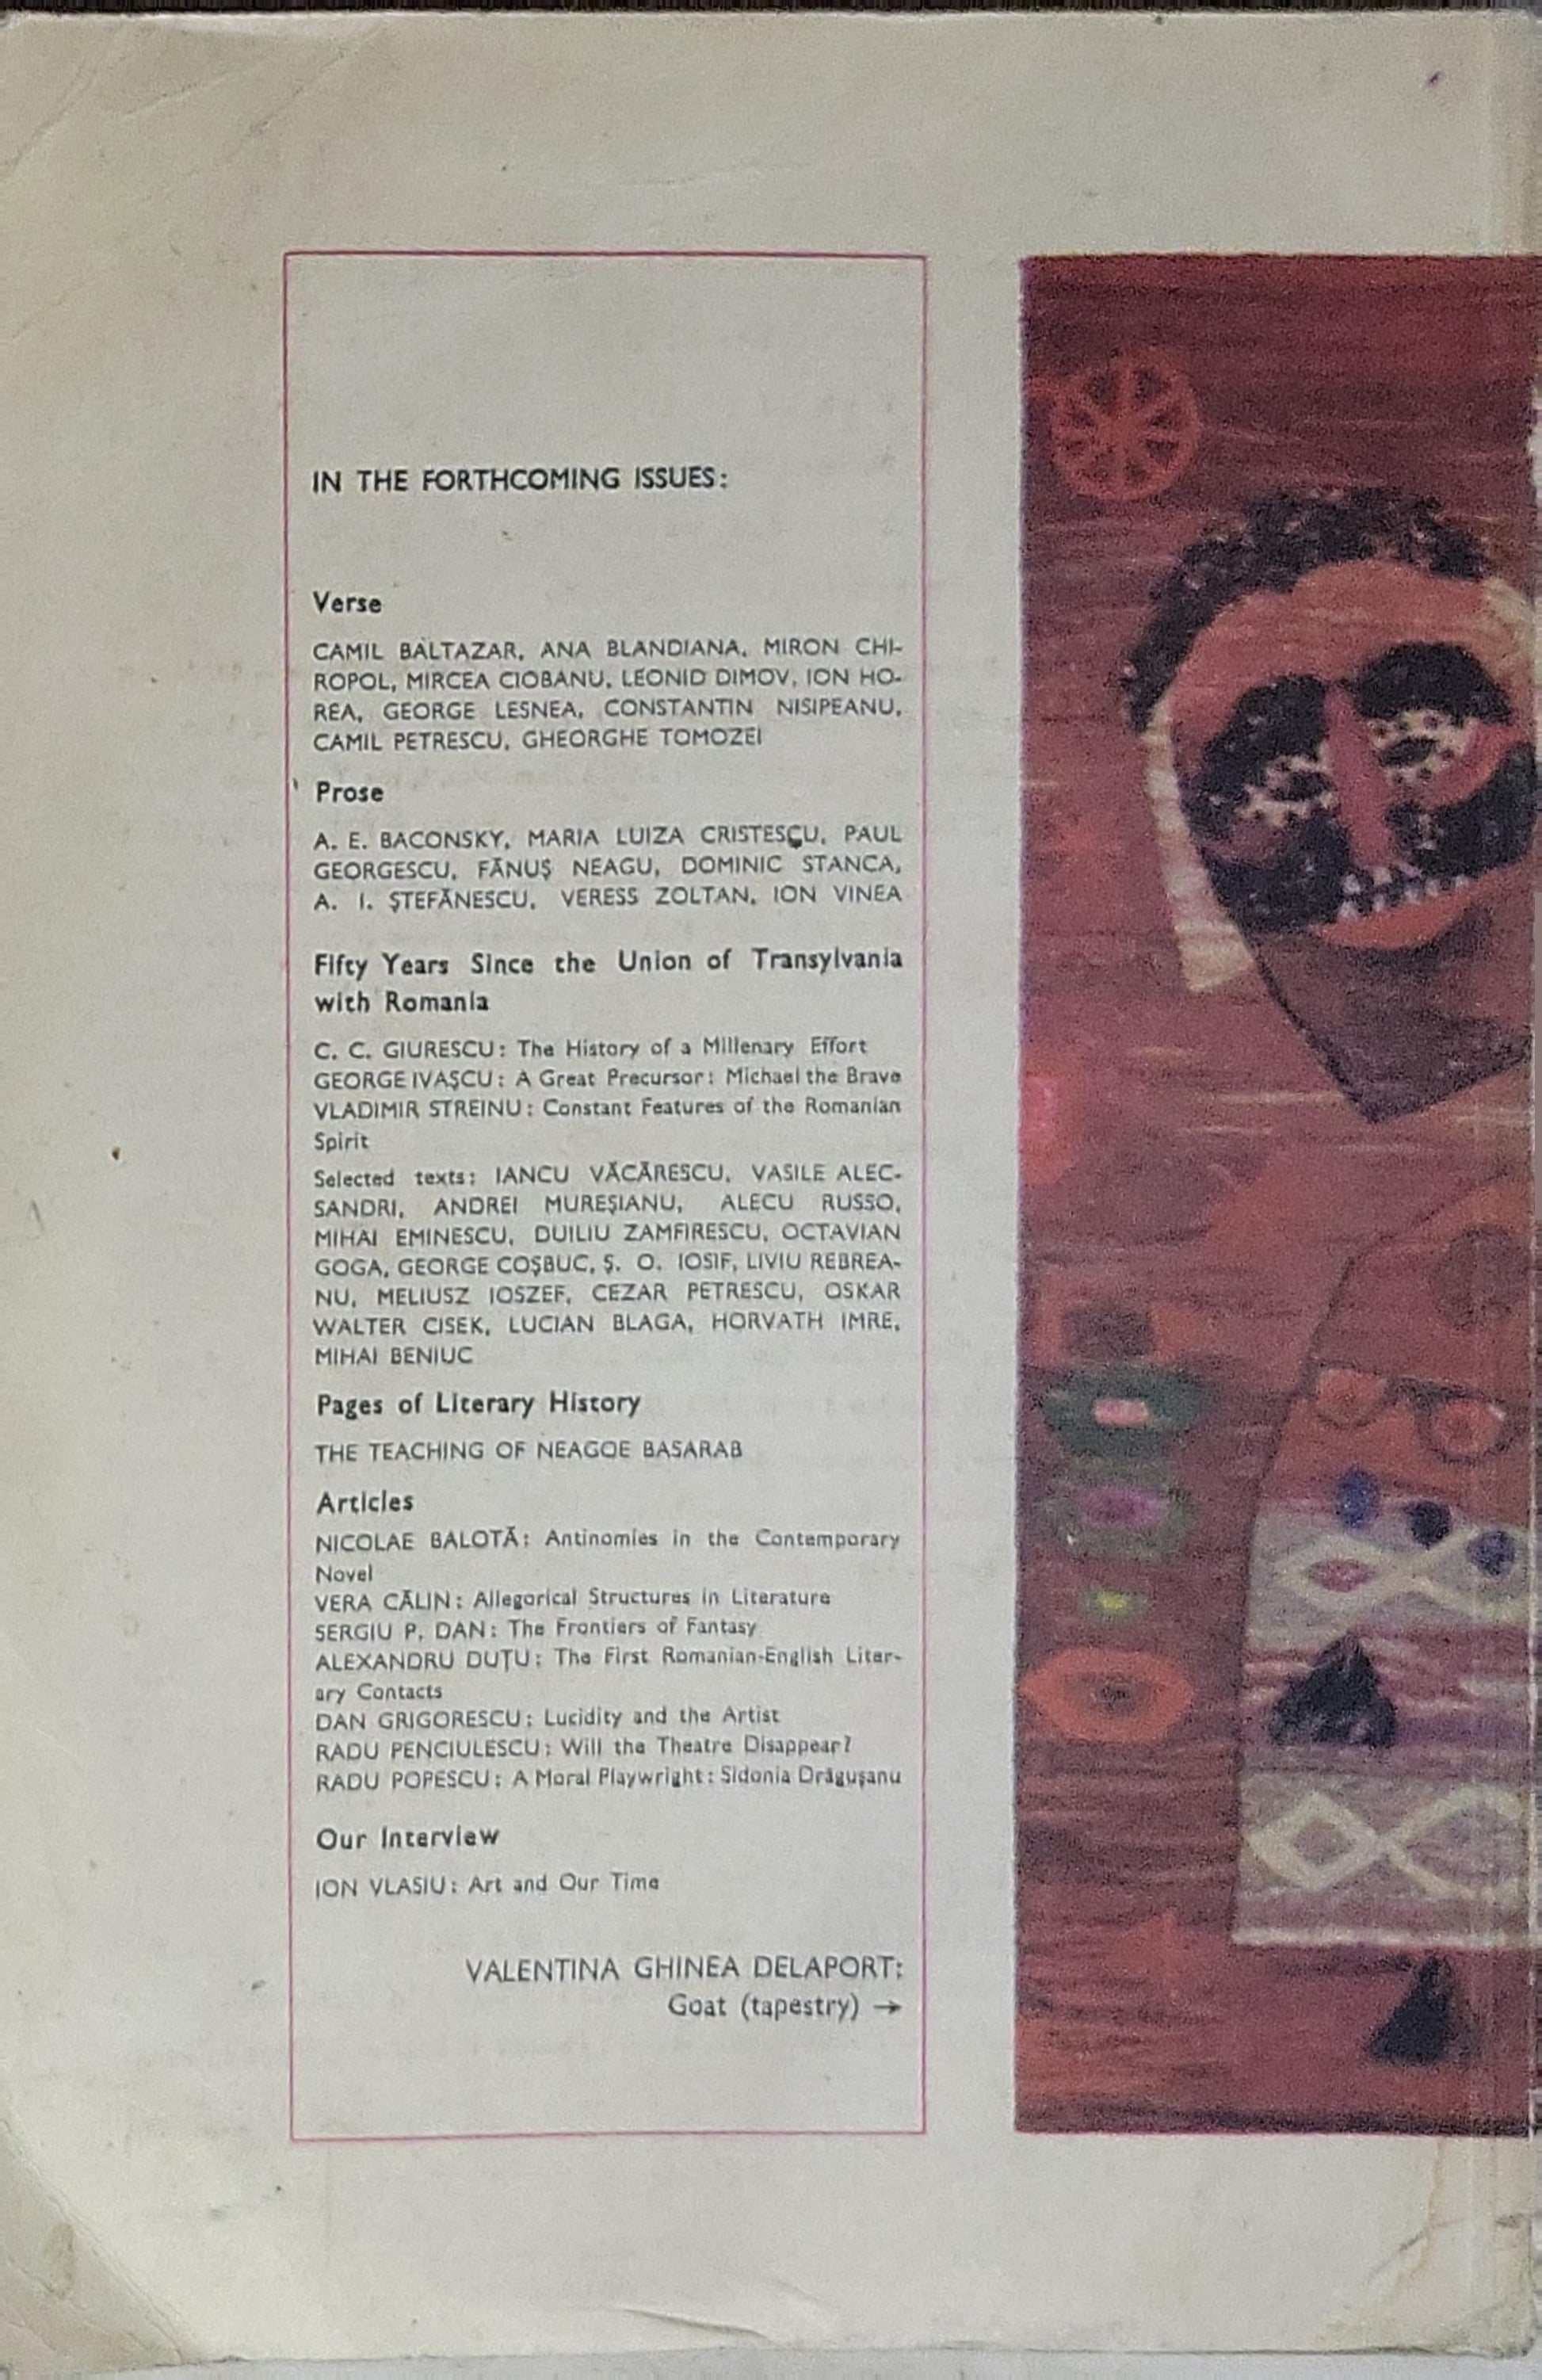 IN THE FORTHCOMING ISSUES:
Verse
CAMIL BALTAZAR, ANA BLANDIANA, MIRON CHI-
ROPOL, MIRCEA CIOBANU, LEONID DIMOV, ION HO-
REA, GEORGE LESNEA, CONSTANTIN NISIPEANU,
CAMIL PETRESCU, GHEORGHE TOMOZEI
Prose
A. E. BACONSKY, MARIA LUIZA CRISTESCU, PAUL
GEORGESCU, FĂNUȘ NEAGU, DOMINIC STANCA,
A. I. ȘTEFĂNESCU, VERESS ZOLTAN, ION VINEA
Fifty Years Since the Union of Transylvania
with Romania
C. C. GIURESCU: The History of a Millenary Effort
GEORGE IVAȘCU: A Great Precursor: Michael the Brave
VLADIMIR STREINU: Constant Features of the Romanian
Spirit
Selected texts: IANCU VĂCĂRESCU, VASILE ALEC-
SANDRI, ANDREI MUREȘIANU, ALECU RUSSO,
MIHAI EMINESCU, DUILIU ZAMFIRESCU, OCTAVIAN
GOGA, GEORGE COȘBUC, Ș. O. IOSIF, LIVIU REBREA-
NU, MELIUSZ IOSZEF, CEZAR PETRESCU, OSKAR
WALTER CISEK, LUCIAN BLAGA, HORVATH IMRE,
MIHAI BENIUC
Pages of Literary History
THE TEACHING OF NEAGOE BASARAB
Articles
NICOLAE BALOTĂ: Antinomies in the Contemporary
Novel
VERA CĂLIN: Allegorical Structures in Literature
SERGIU P. DAN: The Frontiers of Fantasy
ALEXANDRU DUȚU: The First Romanian-English Liter-
ary Contacts
DAN GRIGORESCU: Lucidity and the Artist
RADU PENCIULESCU: Will the Theatre Disappear?
RADU POPESCU: A Moral Playwright: Sidonia Drăgușanu
Our Interview
ION VLASIU: Art and Our Time
VALENTINA GHINEA DELAPORT:
Goat (tapestry) →